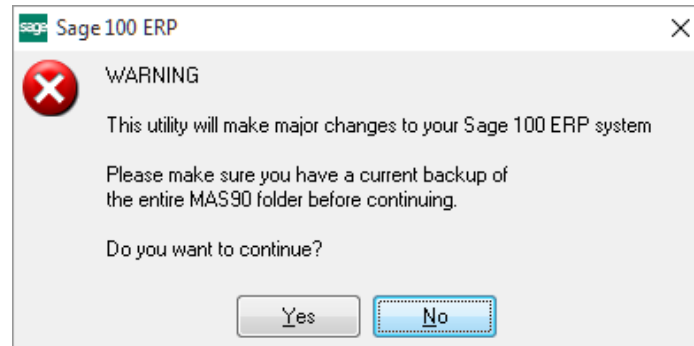 sage Sage 100 ERP
WARNING
This utility will make major changes to your Sage 100 ERP system
Please make sure you have a current backup of
the entire MAS90 folder before continuing.
Do you want to continue?
Yes No